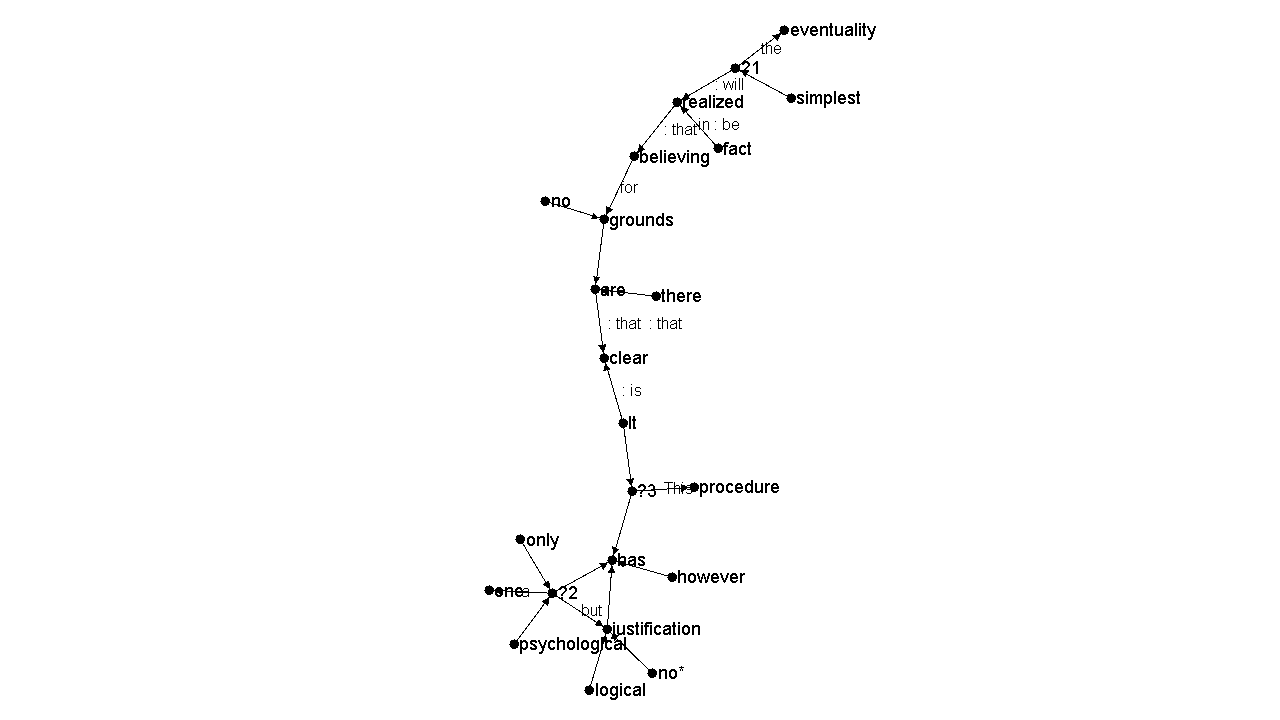 eventuality
the
?1
: will
simplest
realized
in : be
: that
fact
believing
for
no
grounds
are
there
: that : that
clear
: is
It
?3
This
procedure
only
has
however
one
a
?2
but
justification
psychological
no*
logical